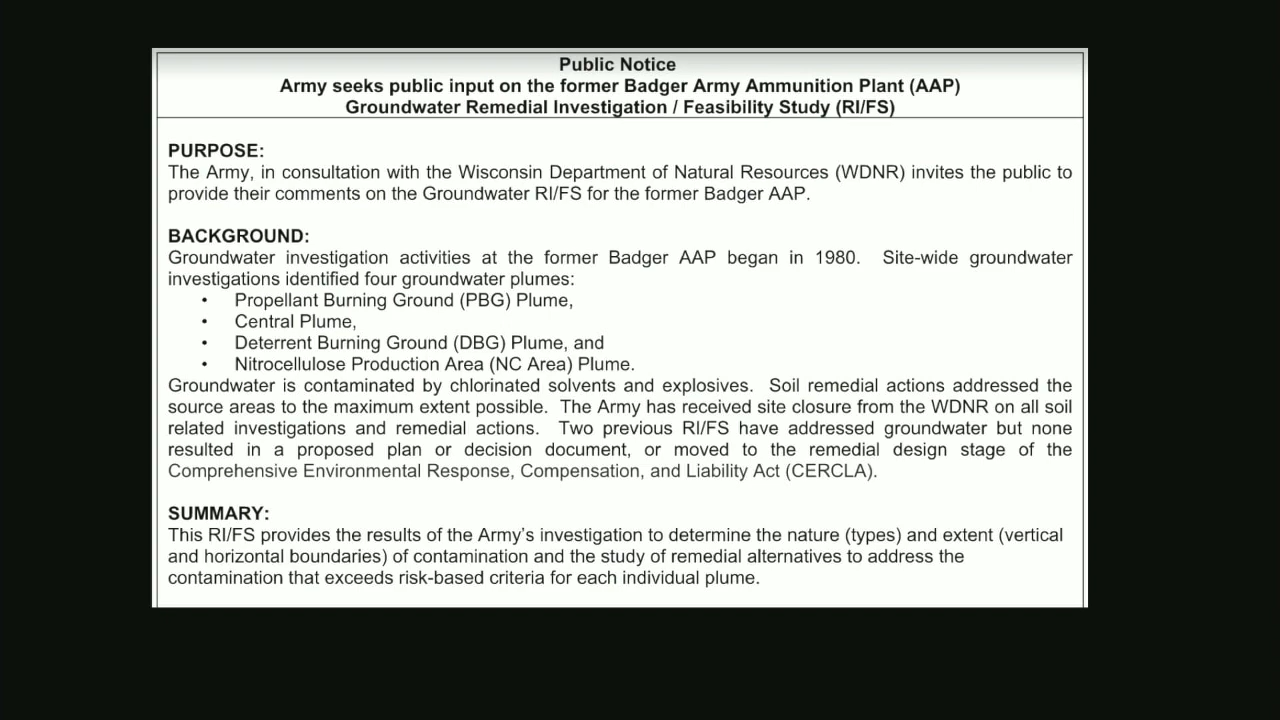 Public Notice
Army seeks public input on the former Badger Army Ammunition Plant (AAP)
Groundwater Remedial Investigation / Feasibility Study (RI/FS)
PURPOSE:
The Army, in consultation with the Wisconsin Department of Natural Resources (WDNR) invites the public to
provide their comments on the Groundwater RI/FS for the former Badger AAP.
BACKGROUND:
Groundwater investigation activities at the former Badger AAP began in 1980. Site-wide groundwater
investigations identified four groundwater plumes:
• Propellant Burning Ground (PBG) Plume,
• Central Plume,
• Deterrent Burning Ground (DBG) Plume, and
• Nitrocellulose Production Area (NC Area) Plume.
Groundwater is contaminated by chlorinated solvents and explosives. Soil remedial actions addressed the
source areas to the maximum extent possible. The Army has received site closure from the WDNR on all soil
related investigations and remedial actions. Two previous RI/FS have addressed groundwater but none
resulted in a proposed plan or decision document, or moved to the remedial design stage of the
Comprehensive Environmental Response, Compensation, and Liability Act (CERCLA).
SUMMARY:
This RI/FS provides the results of the Army's investigation to determine the nature (types) and extent (vertical
and horizontal boundaries) of contamination and the study of remedial alternatives to address the
contamination that exceeds risk-based criteria for each individual plume.